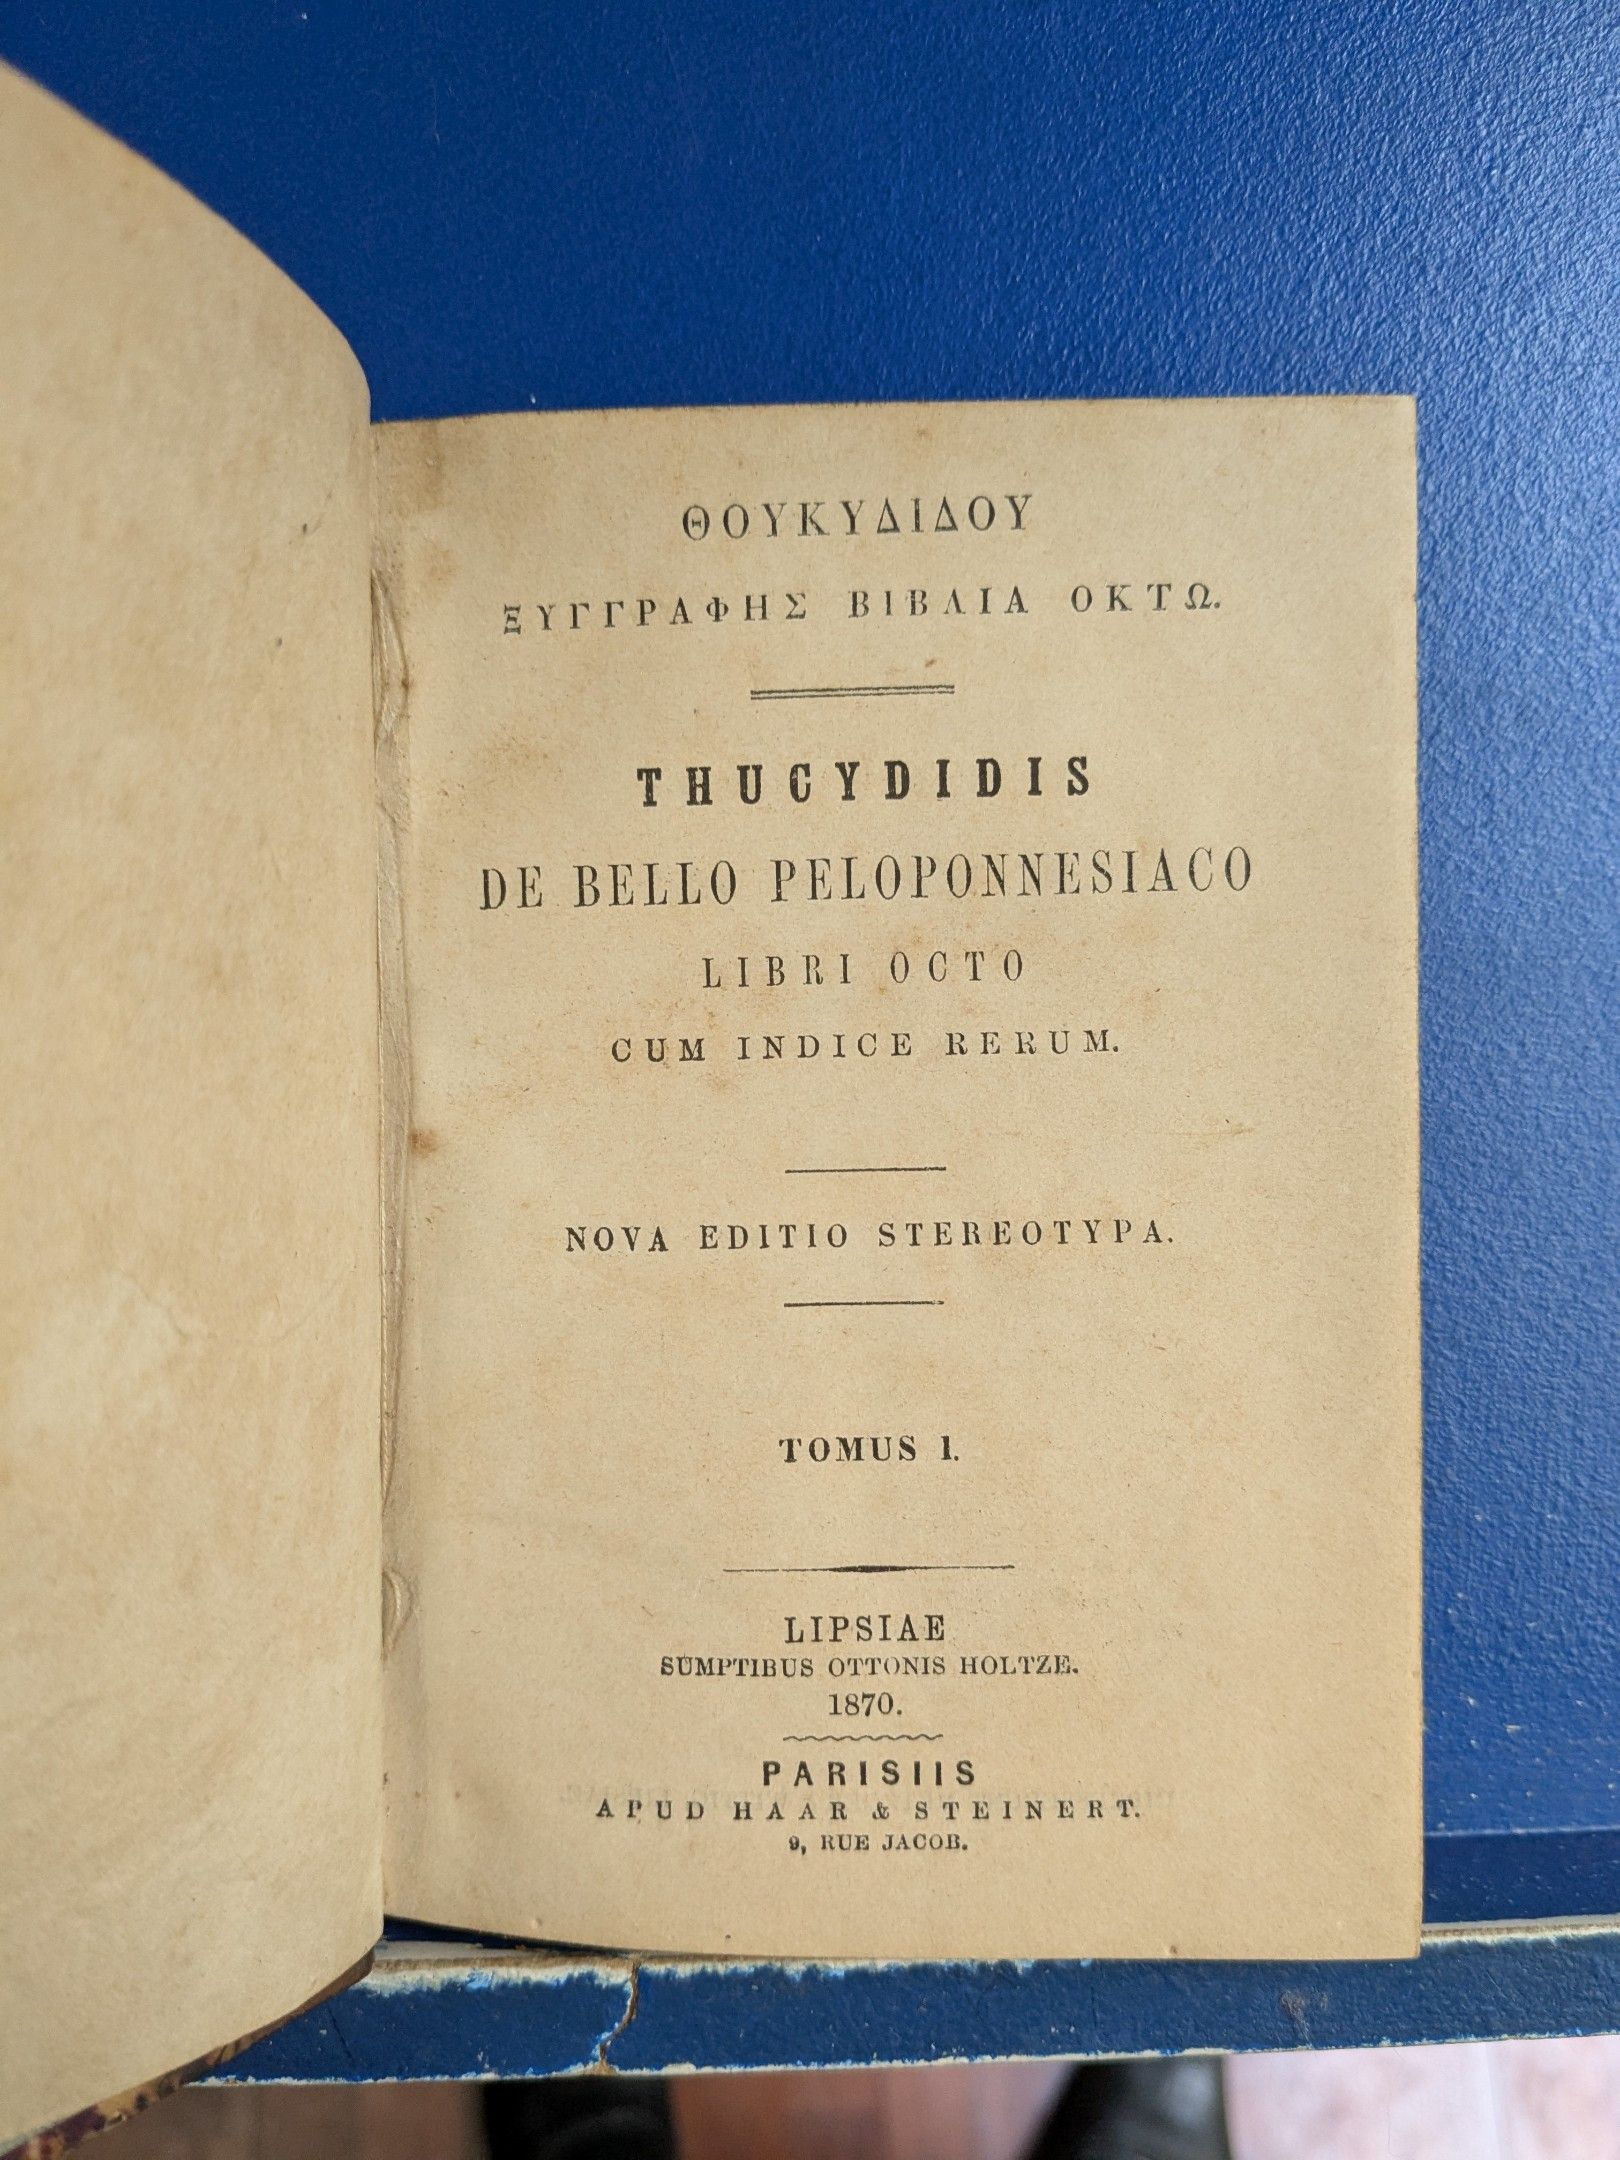 ΘΟΥΚΥΔΙΔΟΥ
ΞΥΓΓΡΑΦΗΣ ΒΙΒΛΙΑ ΟΚΤΩ.
THUCYDIDIS
DE BELLO PELOPONNESIACO
LIBRI OCTO
CUM INDICE RERUM.
NOVA EDITIO STEREOTYPA.
TOMUS 1.
LIPSIAE
SUMPTIBUS OTTONIS HOLTZE.
1870.
PARISIIS
APUD HAAR & STEINERT.
9, RUE JACOB.